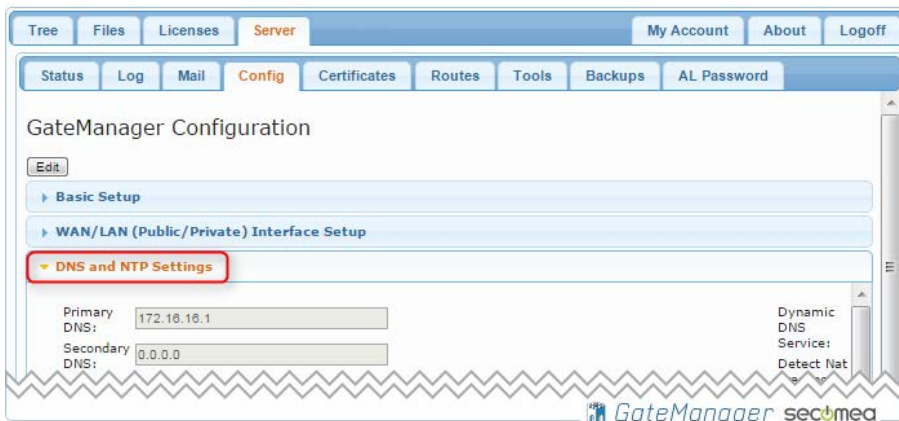 Tree Files Licenses Server My Account About Logoff
Status Log Mail Config Certificates Routes Tools Backups AL Password
GateManager Configuration
Edit
Basic Setup
WAN/LAN (Public/Private) Interface Setup
DNS and NTP Settings
Primary DNS: 172.16.16.1
Secondary DNS: 0.0.0.0
Dynamic DNS Service:
Detect Nat
GateManager secomea